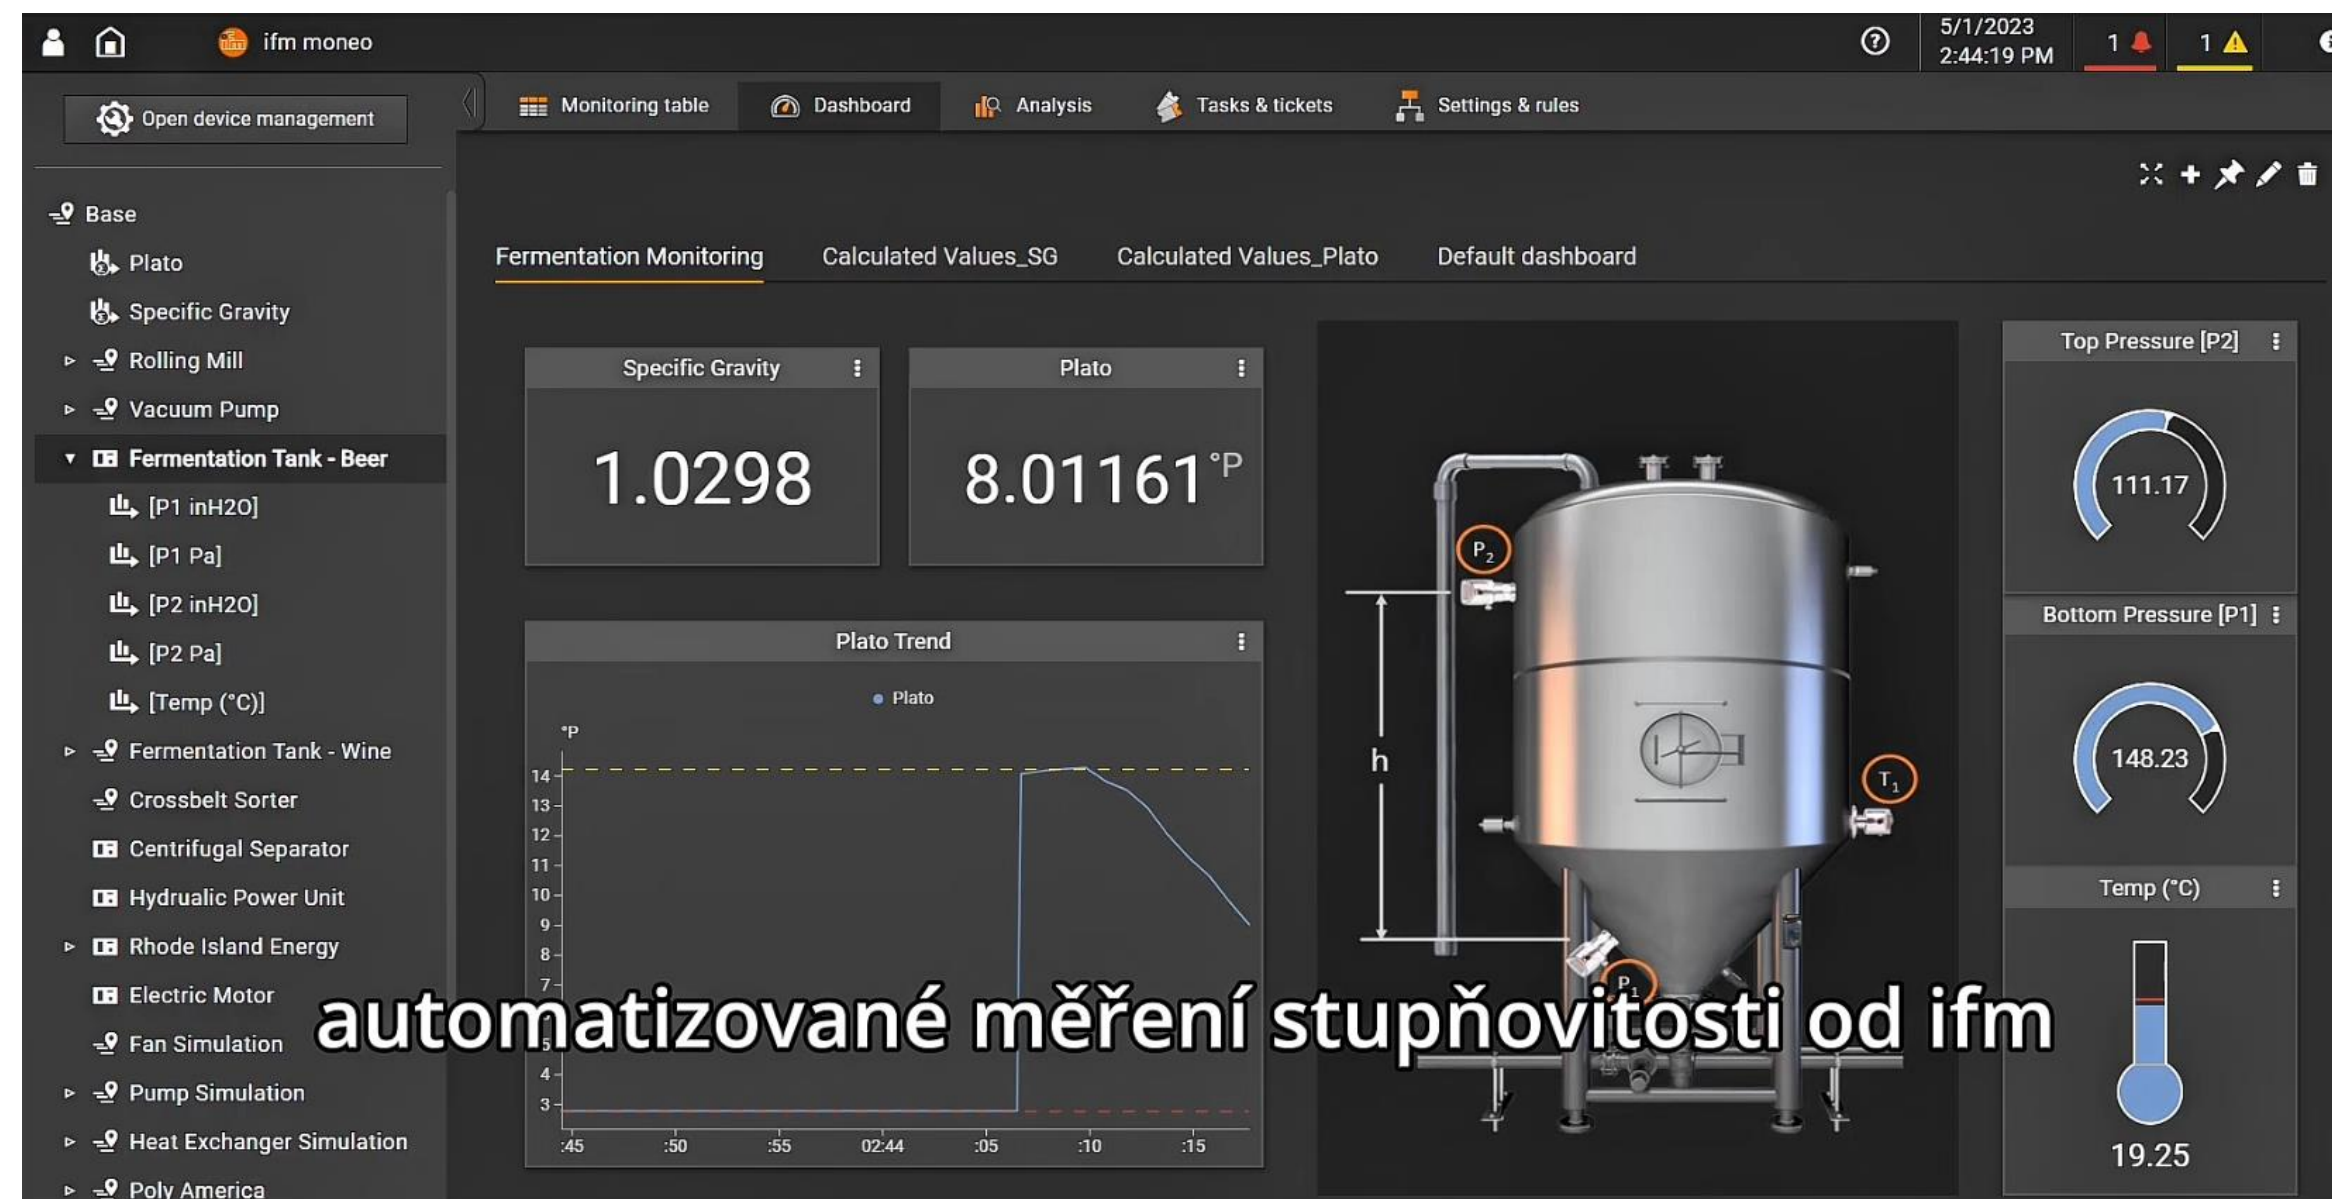 ifm moneo
5/1/2023
2:44:19 PM
1
1
Open device management
Monitoring table
Dashboard
Analysis
Tasks & tickets
Settings & rules
Base
Plato
Specific Gravity
Rolling Mill
Vacuum Pump
Fermentation Tank - Beer
[P1 inH2O]
[P1 Pa]
[P2 inH2O]
[P2 Pa]
[Temp (°C)]
Fermentation Tank - Wine
Crossbelt Sorter
Centrifugal Separator
Hydrualic Power Unit
Rhode Island Energy
Electric Motor
Fan Simulation
Pump Simulation
Heat Exchanger Simulation
Poly America
Fermentation Monitoring
Calculated Values_SG
Calculated Values_Plato
Default dashboard
Specific Gravity
1.0298
Plato
8.01161 °P
Plato Trend
Plato
°P
14
13
12
11
10
9
8
7
5
4
3
:45 :50 :55 02:44 :05 :10 :15
P2
h
T1
P1
Top Pressure [P2]
111.17
Bottom Pressure [P1]
148.23
Temp (°C)
19.25
automatizované měření stupňovitosti od ifm